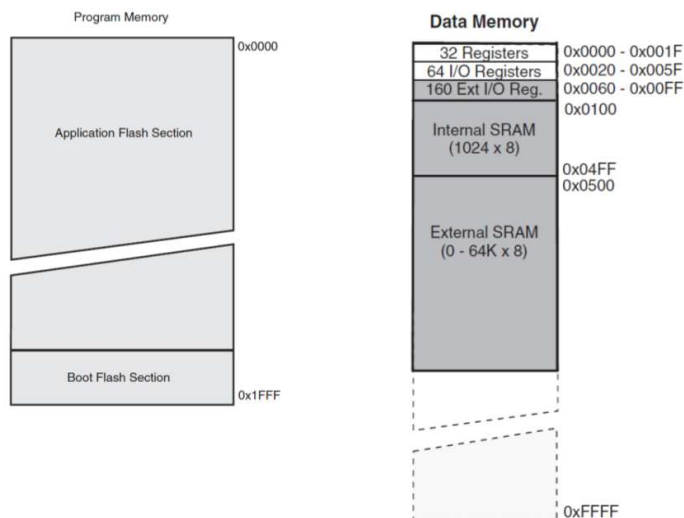 Program Memory
0x0000
Application Flash Section
Boot Flash Section
0x1FFF
Data Memory
32 Registers
0x0000 - 0x001F
64 I/O Registers
0x0020 - 0x005F
160 Ext I/O Reg.
0x0060 - 0x00FF
0x0100
Internal SRAM
(1024 x 8)
0x04FF
0x0500
External SRAM
(0 - 64K x 8)
0xFFFF